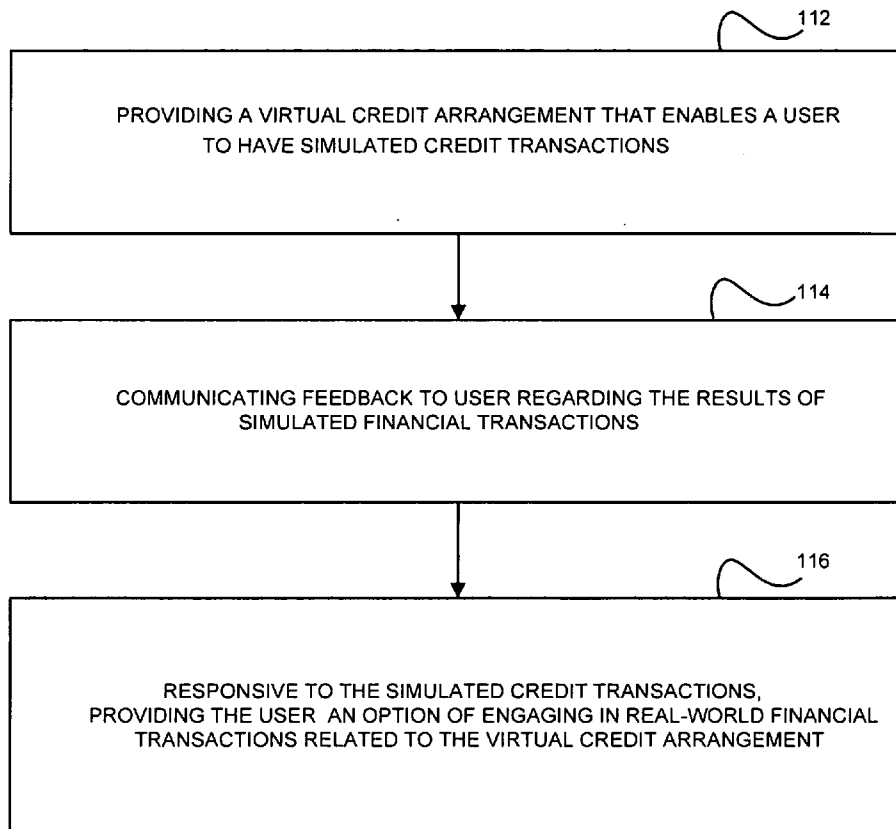 112
PROVIDING A VIRTUAL CREDIT ARRANGEMENT THAT ENABLES A USER
TO HAVE SIMULATED CREDIT TRANSACTIONS
114
COMMUNICATING FEEDBACK TO USER REGARDING THE RESULTS OF
SIMULATED FINANCIAL TRANSACTIONS
116
RESPONSIVE TO THE SIMULATED CREDIT TRANSACTIONS,
PROVIDING THE USER AN OPTION OF ENGAGING IN REAL-WORLD FINANCIAL
TRANSACTIONS RELATED TO THE VIRTUAL CREDIT ARRANGEMENT